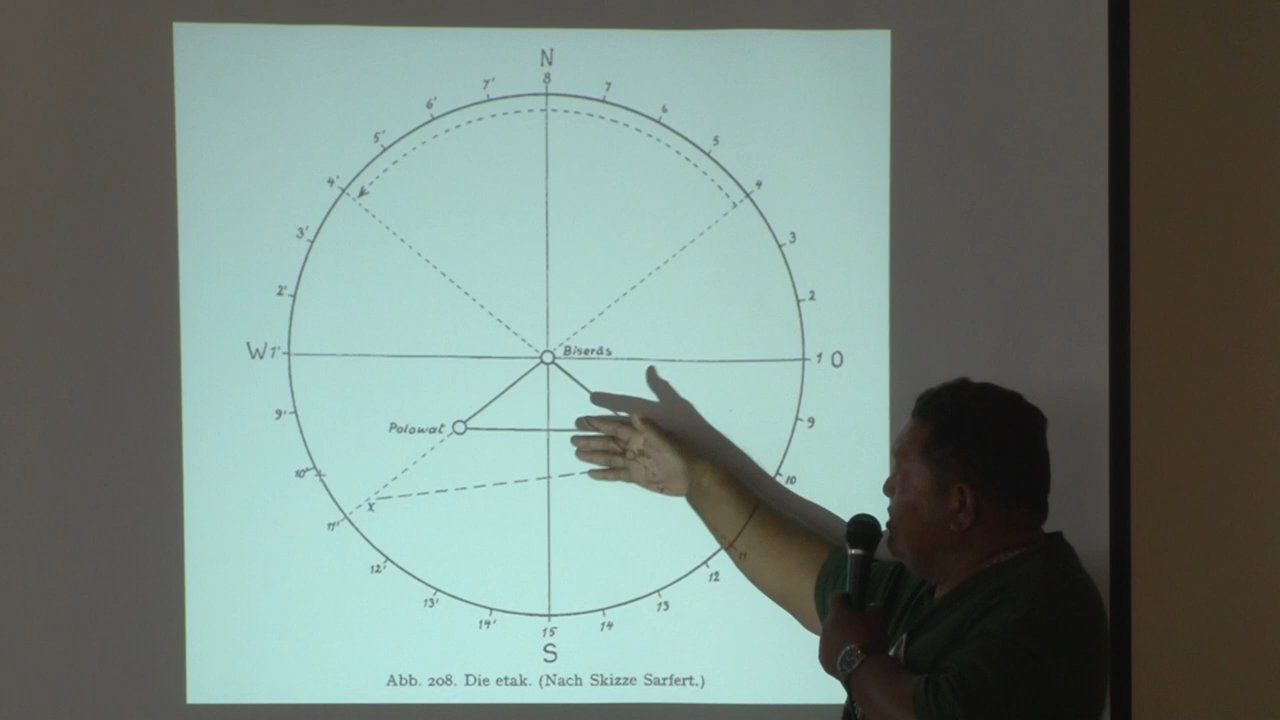 N
8
7' 7
6' 6
5' 5
4' 4
3' 3
2' 2
W 1' Biserās 1 O
9' Polowat 9
10' 10
x
11' 11
12' 12
13' 13
14' 14
15
S
Abb. 208. Die etak. (Nach Skizze Sarfert.)